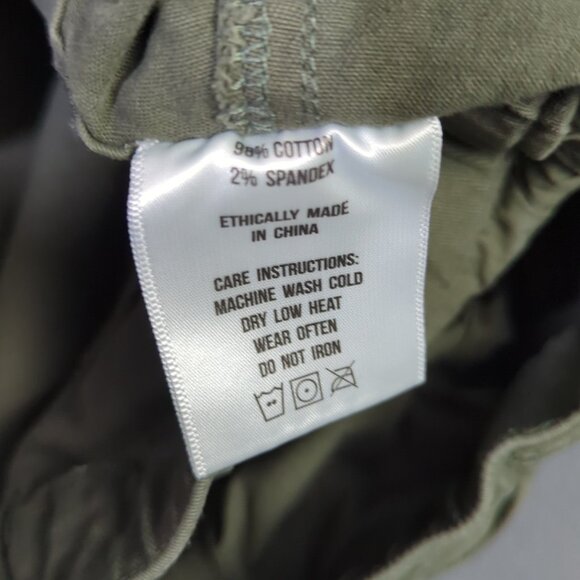 98% COTTON
2% SPANDEX
ETHICALLY MADE
IN CHINA
CARE INSTRUCTIONS:
MACHINE WASH COLD
DRY LOW HEAT
WEAR OFTEN
DO NOT IRON